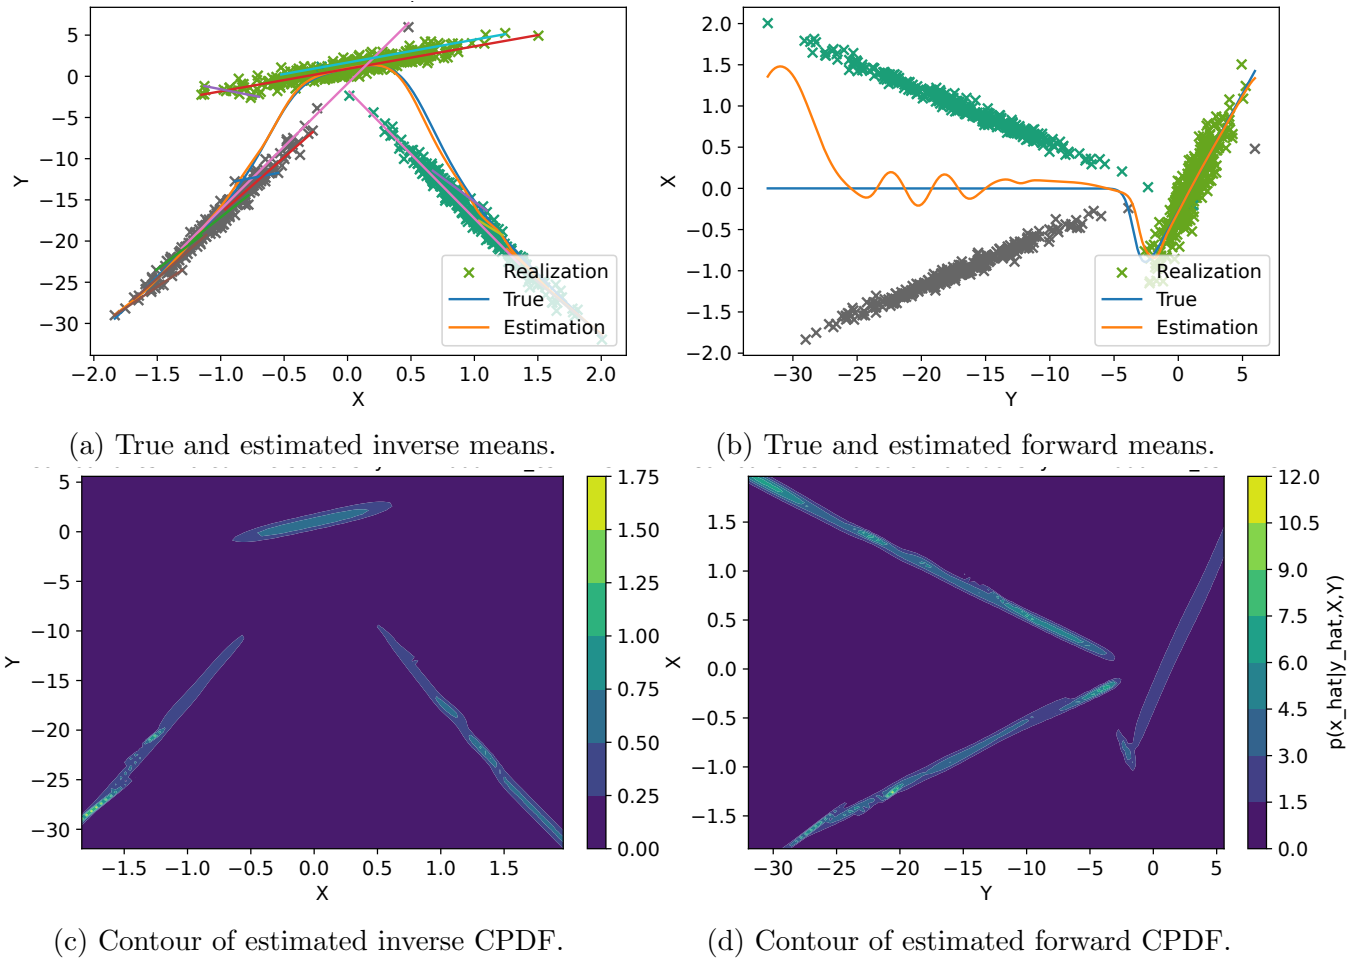 Y
5
0
−5
−10
−15
−20
−25
−30
−2.0 −1.5 −1.0 −0.5 0.0 0.5 1.0 1.5 2.0
X
Realization
True
Estimation
(a) True and estimated inverse means.
X
2.0
1.5
1.0
0.5
0.0
−0.5
−1.0
−1.5
−2.0
−30 −25 −20 −15 −10 −5 0 5
Y
Realization
True
Estimation
(b) True and estimated forward means.
Y
5
0
−5
−10
−15
−20
−25
−30
−1.5 −1.0 −0.5 0.0 0.5 1.0 1.5
X
1.75
1.50
1.25
1.00
0.75
0.50
0.25
0.00
(c) Contour of estimated inverse CPDF.
X
1.5
1.0
0.5
0.0
−0.5
−1.0
−1.5
−30 −25 −20 −15 −10 −5 0 5
Y
12.0
10.5
9.0
7.5
6.0
4.5
3.0
1.5
0.0
p(x_hat|y_hat,X,Y)
(d) Contour of estimated forward CPDF.